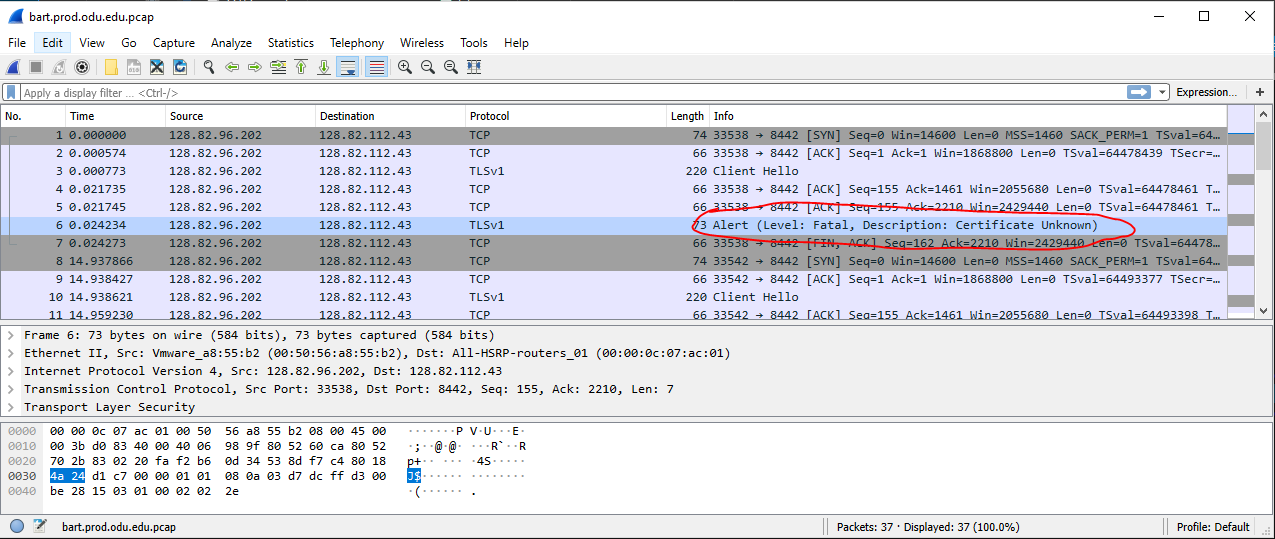 bart.prod.odu.edu.pcap
File Edit View Go Capture Analyze Statistics Telephony Wireless Tools Help
Apply a display filter ... <Ctrl-/> Expression... +
No. Time Source Destination Protocol Length Info
1 0.000000 128.82.96.202 128.82.112.43 TCP 74 33538 → 8442 [SYN] Seq=0 Win=14600 Len=0 MSS=1460 SACK_PERM=1 TSval=64…
2 0.000574 128.82.96.202 128.82.112.43 TCP 66 33538 → 8442 [ACK] Seq=1 Ack=1 Win=1868800 Len=0 TSval=64478439 TSecr=…
3 0.000773 128.82.96.202 128.82.112.43 TLSv1 220 Client Hello
4 0.021735 128.82.96.202 128.82.112.43 TCP 66 33538 → 8442 [ACK] Seq=155 Ack=1461 Win=2055680 Len=0 TSval=64478461 T…
5 0.021745 128.82.96.202 128.82.112.43 TCP 66 33538 → 8442 [ACK] Seq=155 Ack=2210 Win=2429440 Len=0 TSval=64478461 T…
6 0.024234 128.82.96.202 128.82.112.43 TLSv1 73 Alert (Level: Fatal, Description: Certificate Unknown)
7 0.024273 128.82.96.202 128.82.112.43 TCP 66 33538 → 8442 [FIN, ACK] Seq=162 Ack=2210 Win=2429440 Len=0 TSval=64478…
8 14.937866 128.82.96.202 128.82.112.43 TCP 74 33542 → 8442 [SYN] Seq=0 Win=14600 Len=0 MSS=1460 SACK_PERM=1 TSval=64…
9 14.938427 128.82.96.202 128.82.112.43 TCP 66 33542 → 8442 [ACK] Seq=1 Ack=1 Win=1868800 Len=0 TSval=64493377 TSecr=…
10 14.938621 128.82.96.202 128.82.112.43 TLSv1 220 Client Hello
11 14.959230 128.82.96.202 128.82.112.43 TCP 66 33542 → 8442 [ACK] Seq=155 Ack=1461 Win=2055680 Len=0 TSval=64493398 T…
Frame 6: 73 bytes on wire (584 bits), 73 bytes captured (584 bits)
Ethernet II, Src: Vmware_a8:55:b2 (00:50:56:a8:55:b2), Dst: All-HSRP-routers_01 (00:00:0c:07:ac:01)
Internet Protocol Version 4, Src: 128.82.96.202, Dst: 128.82.112.43
Transmission Control Protocol, Src Port: 33538, Dst Port: 8442, Seq: 155, Ack: 2210, Len: 7
Transport Layer Security
0000 00 00 0c 07 ac 01 00 50 56 a8 55 b2 08 00 45 00 ·······P V·U···E·
0010 00 3b d0 83 40 00 40 06 98 9f 80 52 60 ca 80 52 ·;··@·@· ···R`··R
0020 70 2b 83 02 20 fa f2 b6 0d 34 53 8d f7 c4 80 18 p+·· ··· ·4S·····
0030 4a 24 d1 c7 00 00 01 01 08 0a 03 d7 dc ff d3 00 J$······ ········
0040 be 28 15 03 01 00 02 02 2e ·(······ .
bart.prod.odu.edu.pcap Packets: 37 · Displayed: 37 (100.0%) Profile: Default